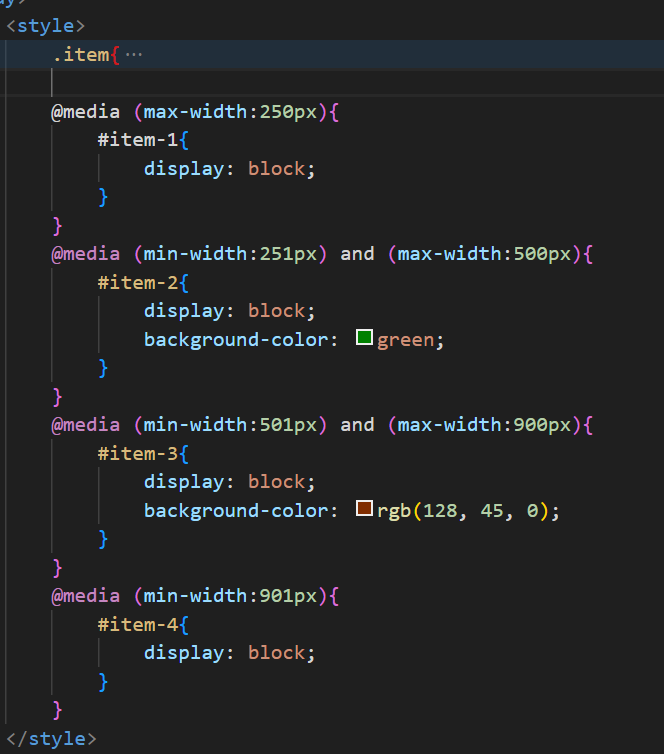 <style>
.item{ ...
@media (max-width:250px){
#item-1{
display: block;
}
}
@media (min-width:251px) and (max-width:500px){
#item-2{
display: block;
background-color: green;
}
}
@media (min-width:501px) and (max-width:900px){
#item-3{
display: block;
background-color: rgb(128, 45, 0);
}
}
@media (min-width:901px){
#item-4{
display: block;
}
}
</style>